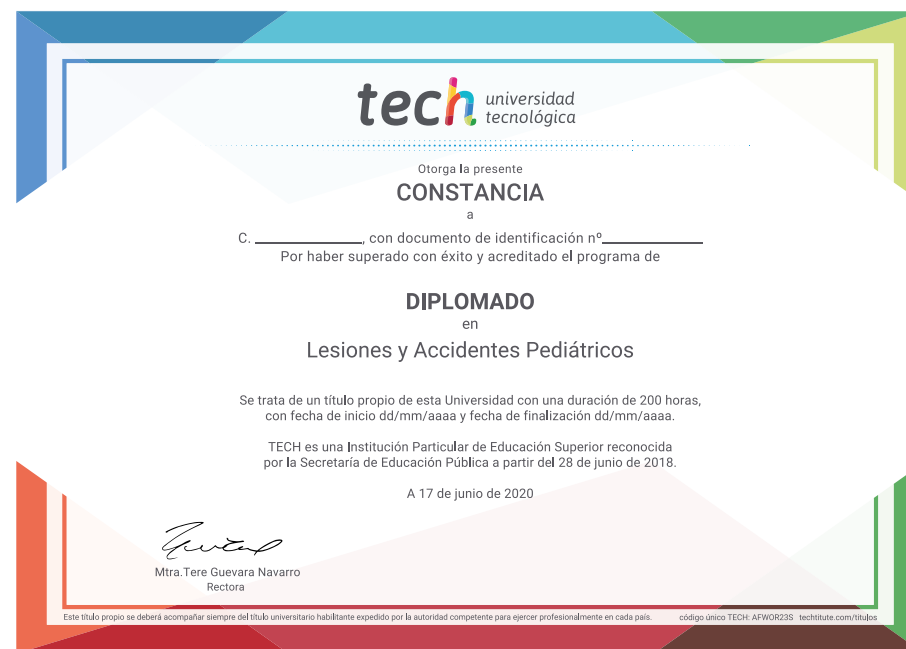 tech universidad
tecnológica
Otorga la presente
CONSTANCIA
a
C. ____________, con documento de identificación nº____________
Por haber superado con éxito y acreditado el programa de
DIPLOMADO
en
Lesiones y Accidentes Pediátricos
Se trata de un título propio de esta Universidad con una duración de 200 horas,
con fecha de inicio dd/mm/aaaa y fecha de finalización dd/mm/aaaa.
TECH es una Institución Particular de Educación Superior reconocida
por la Secretaría de Educación Pública a partir del 28 de junio de 2018.
A 17 de junio de 2020
Mtra.Tere Guevara Navarro
Rectora
Este título propio se deberá acompañar siempre del título universitario habilitante expedido por la autoridad competente para ejercer profesionalmente en cada país. código único TECH: AFWOR23S techtitute.com/titulos